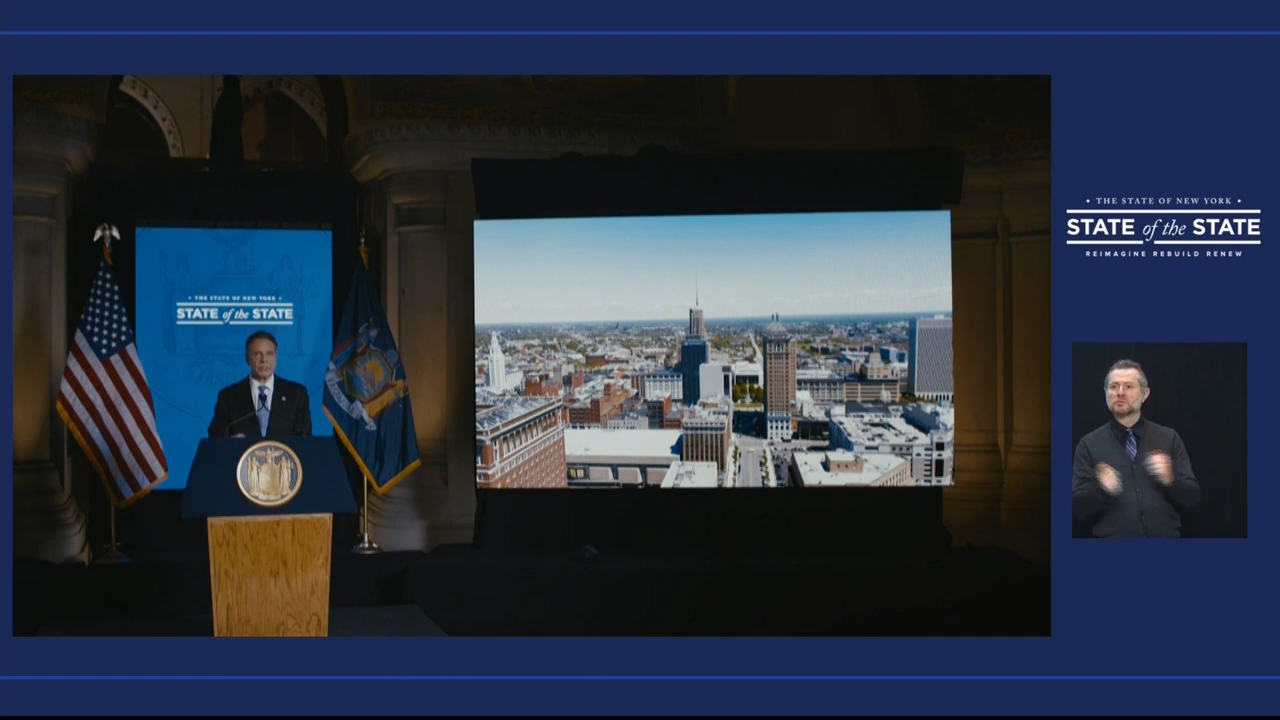 • THE STATE OF NEW YORK •
STATE of the STATE
• THE STATE OF NEW YORK •
STATE of the STATE
REIMAGINE REBUILD RENEW